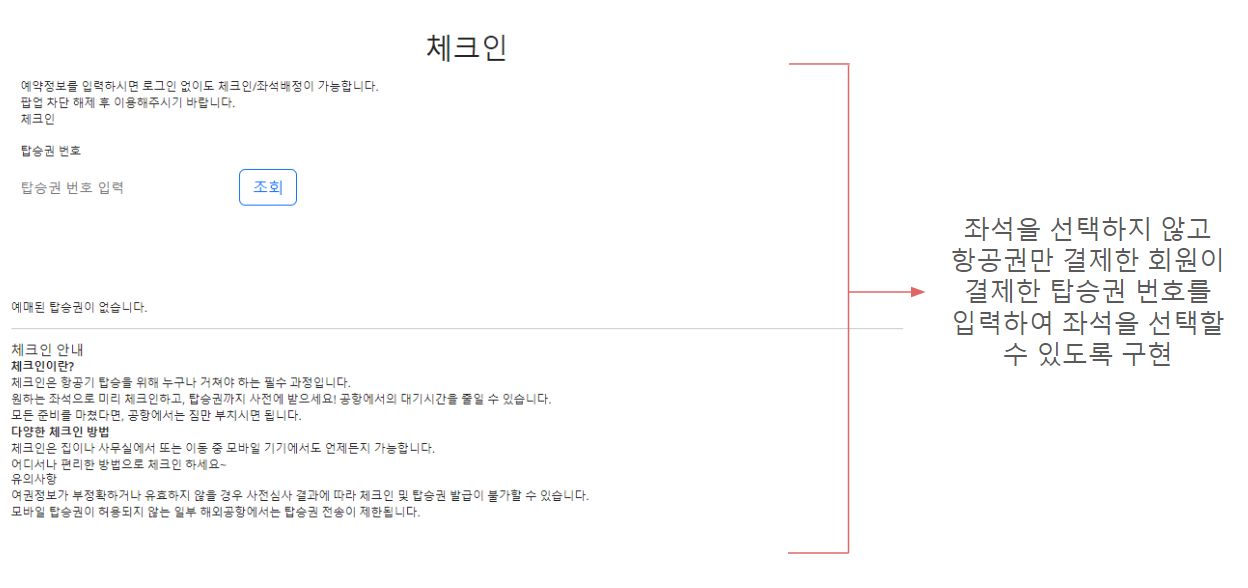 체크인
예약정보를 입력하시면 로그인 없이도 체크인/좌석배정이 가능합니다.
팝업 차단 해제 후 이용해주시기 바랍니다.
체크인
탑승권 번호
탑승권 번호 입력
조회
예매된 탑승권이 없습니다.
체크인 안내
체크인이란?
체크인은 항공기 탑승을 위해 누구나 거쳐야 하는 필수 과정입니다.
원하는 좌석으로 미리 체크인하고, 탑승권까지 사전에 받으세요! 공항에서의 대기시간을 줄일 수 있습니다.
모든 준비를 마쳤다면, 공항에서는 짐만 부치시면 됩니다.
다양한 체크인 방법
체크인은 집이나 사무실에서 또는 이동 중 모바일 기기에서도 언제든지 가능합니다.
어디서나 편리한 방법으로 체크인 하세요~
유의사항
여권정보가 부정확하거나 유효하지 않을 경우 사전심사 결과에 따라 체크인 및 탑승권 발급이 불가할 수 있습니다.
모바일 탑승권이 허용되지 않는 일부 해외공항에서는 탑승권 전송이 제한됩니다.
좌석을 선택하지 않고
항공권만 결제한 회원이
결제한 탑승권 번호를
입력하여 좌석을 선택할
수 있도록 구현